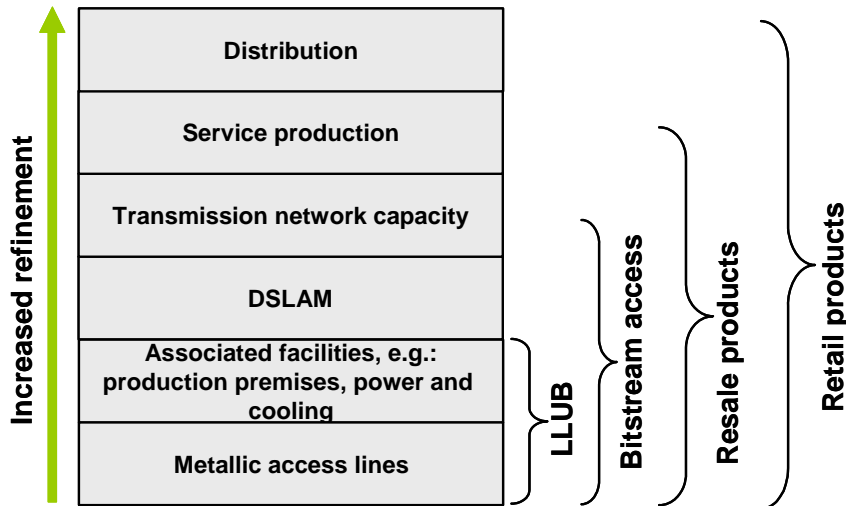 Increased refinement
Distribution
Service production
Transmission network capacity
DSLAM
Associated facilities, e.g.:
production premises, power and
cooling
Metallic access lines
LLUB
Bitstream access
Resale products
Retail products